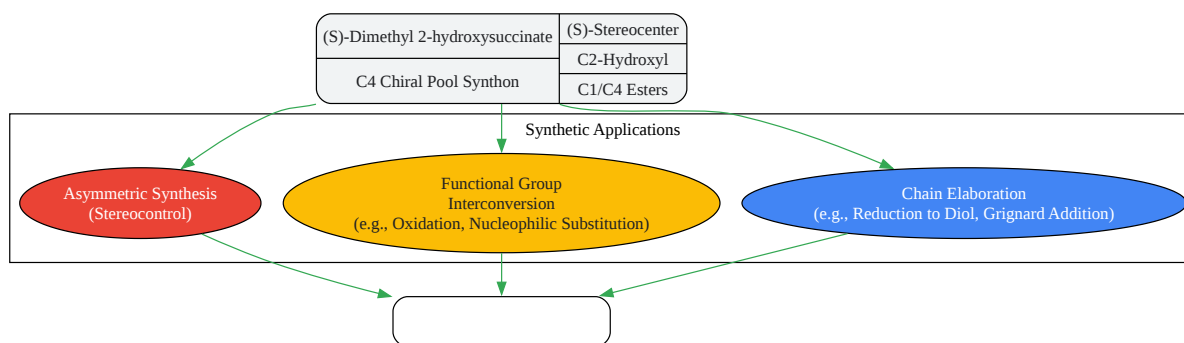 (S)-Dimethyl 2-hydroxysuccinate
C4 Chiral Pool Synthon
(S)-Stereocenter
C2-Hydroxyl
C1/C4 Esters
Synthetic Applications
Asymmetric Synthesis
(Stereocontrol)
Functional Group
Interconversion
(e.g., Oxidation, Nucleophilic Substitution)
Chain Elaboration
(e.g., Reduction to Diol, Grignard Addition)